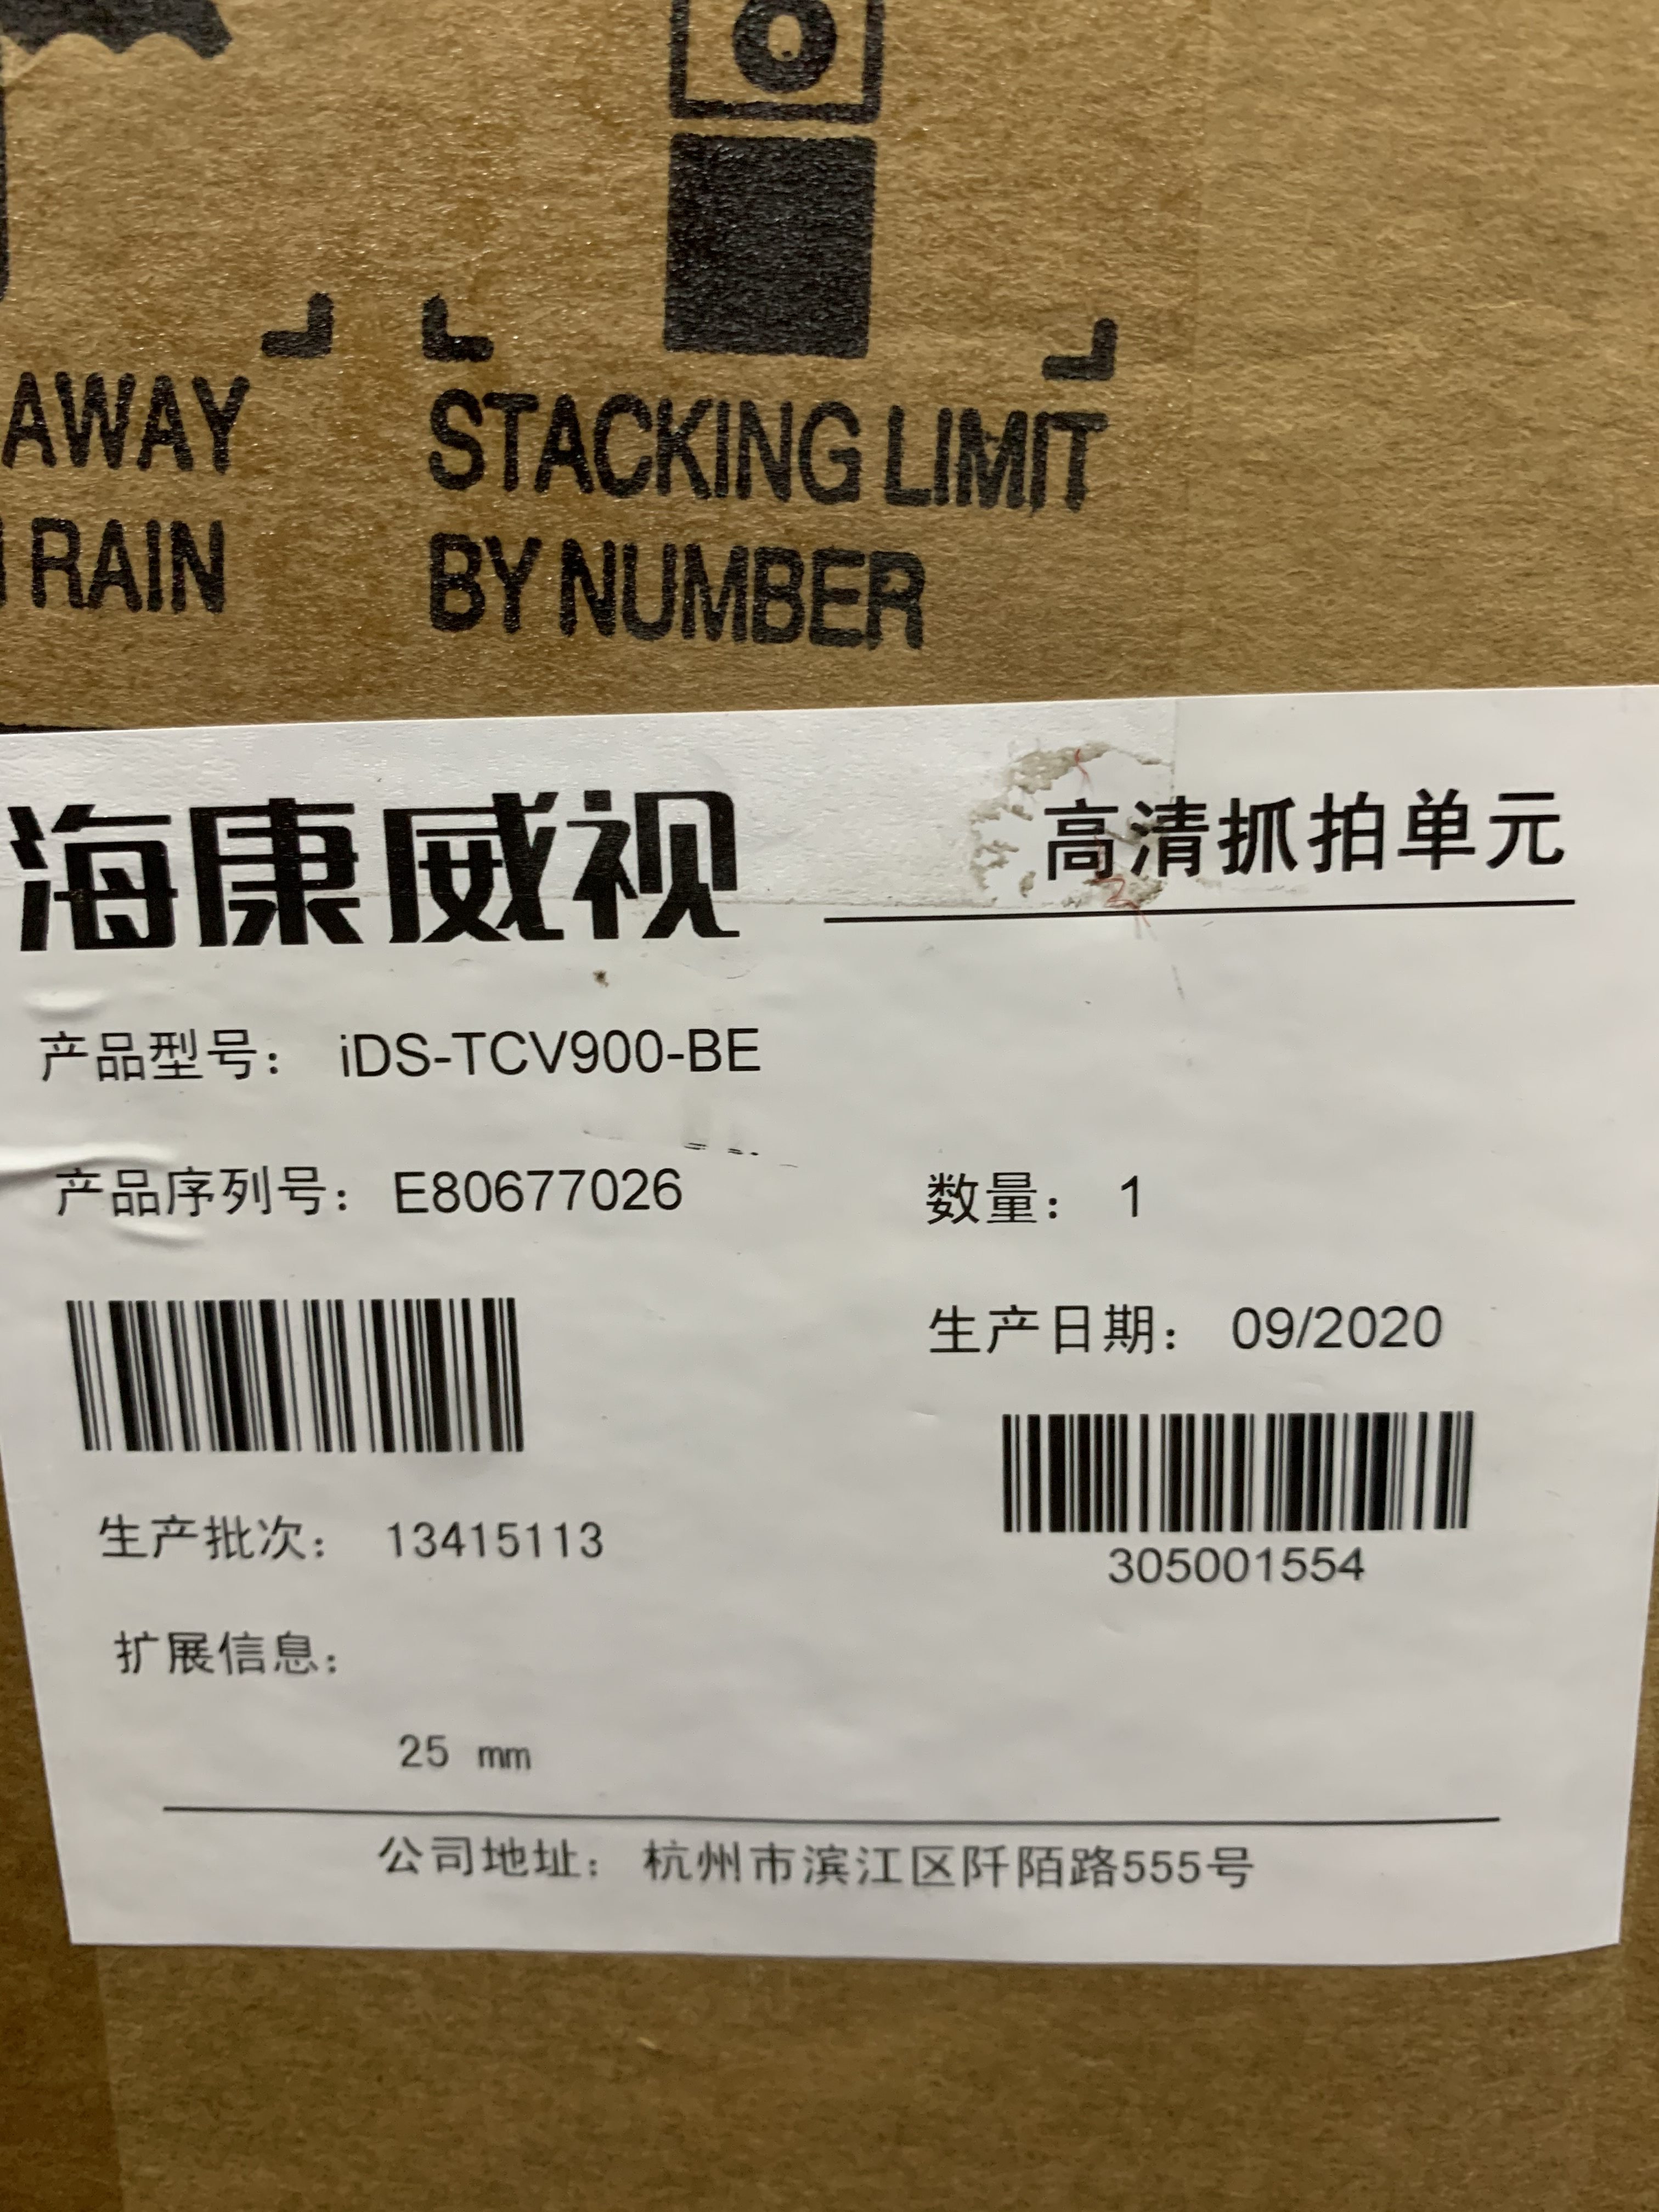 AWAY
RAIN
STACKING LIMIT
BY NUMBER
海康威视
高清抓拍单元
产品型号： iDS-TCV900-BE
产品序列号： E80677026
数量： 1
生产日期： 09/2020
生产批次： 13415113
305001554
扩展信息：
25 mm
公司地址： 杭州市滨江区阡陌路555号